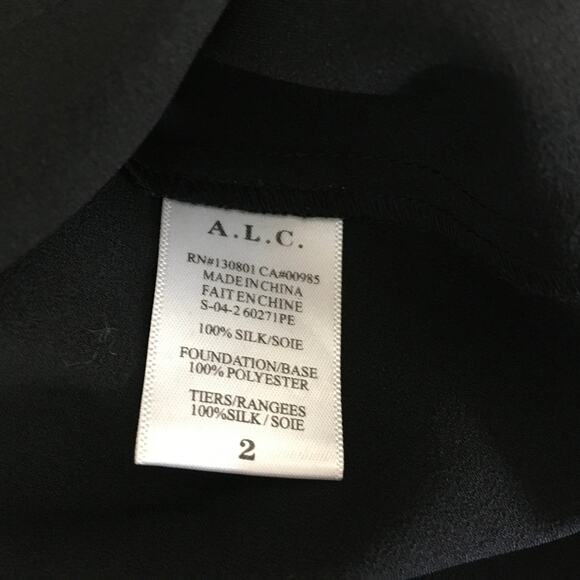 A.L.C.
RN#130801 CA#00985
MADE IN CHINA
FAIT EN CHINE
S-04-2 60271PE
100% SILK/SOIE
FOUNDATION/BASE
100% POLYESTER
TIERS/RANGEES
100%SILK/SOIE
2